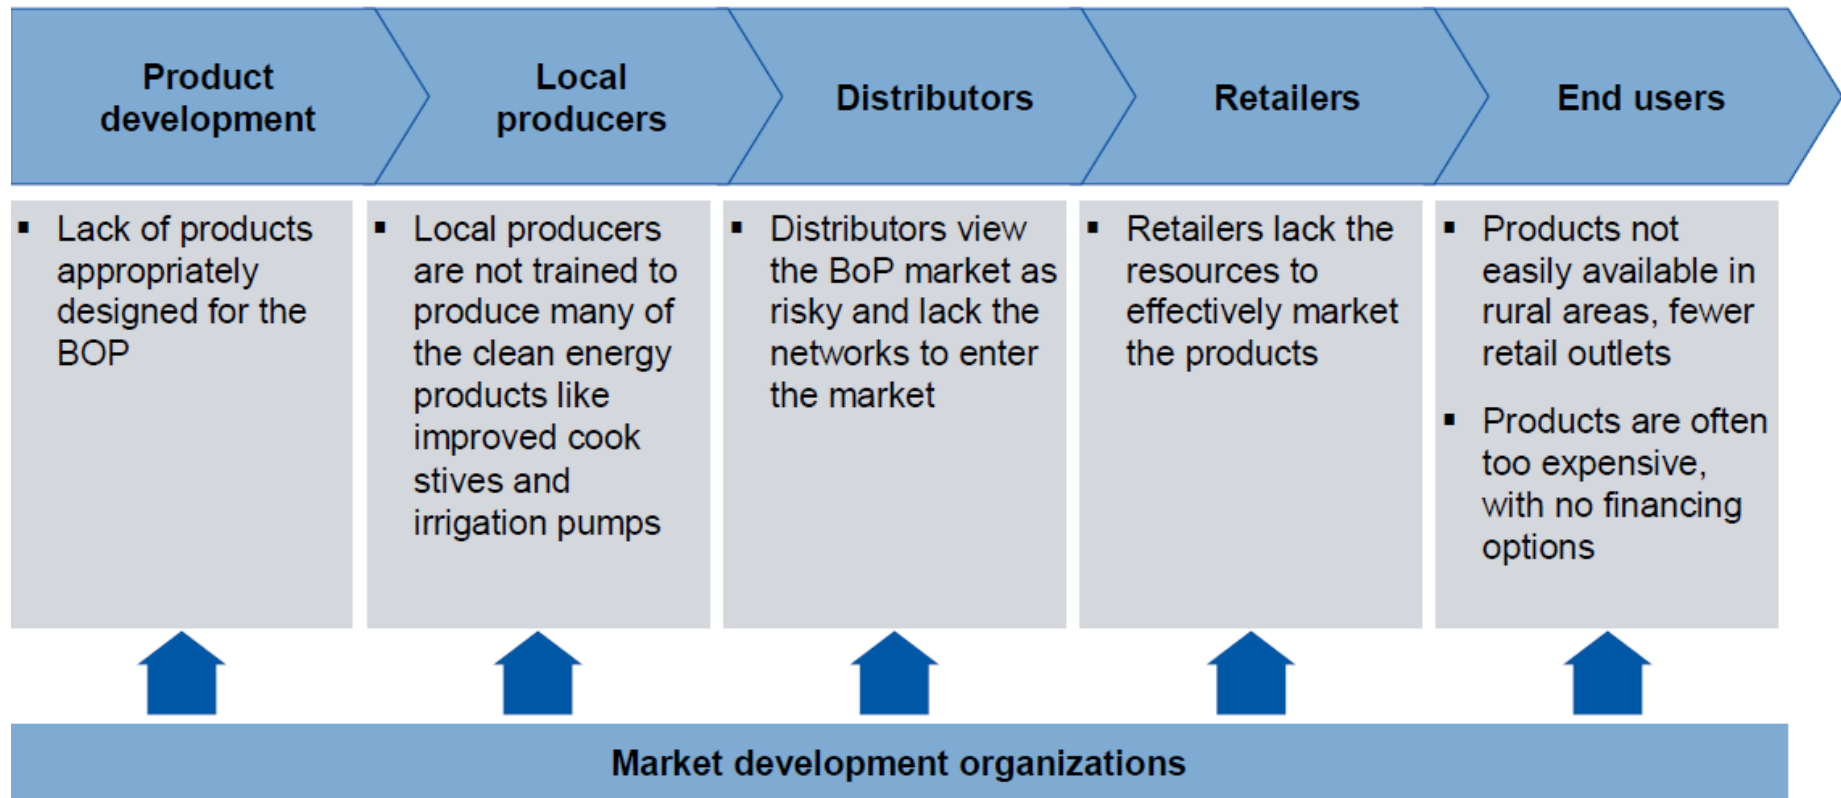 Product
development
Local
producers
Distributors
Retailers
End users
▪ Lack of products
appropriately
designed for the
BOP
▪ Local producers
are not trained to
produce many of
the clean energy
products like
improved cook
stives and
irrigation pumps
▪ Distributors view
the BoP market as
risky and lack the
networks to enter
the market
▪ Retailers lack the
resources to
effectively market
the products
▪ Products not
easily available in
rural areas, fewer
retail outlets
▪ Products are often
too expensive,
with no financing
options
Market development organizations